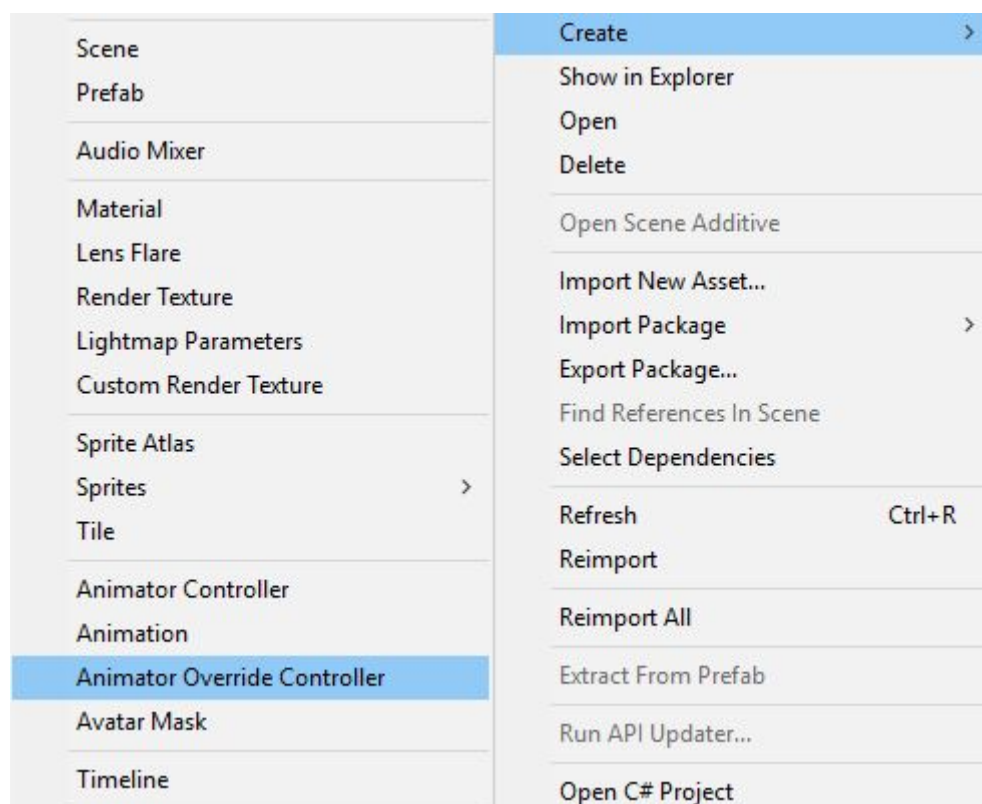 Scene
Prefab
Audio Mixer
Material
Lens Flare
Render Texture
Lightmap Parameters
Custom Render Texture
Sprite Atlas
Sprites
Tile
Animator Controller
Animation
Animator Override Controller
Avatar Mask
Timeline
Create
Show in Explorer
Open
Delete
Open Scene Additive
Import New Asset...
Import Package
Export Package...
Find References In Scene
Select Dependencies
Refresh Ctrl+R
Reimport
Reimport All
Extract From Prefab
Run API Updater...
Open C# Project